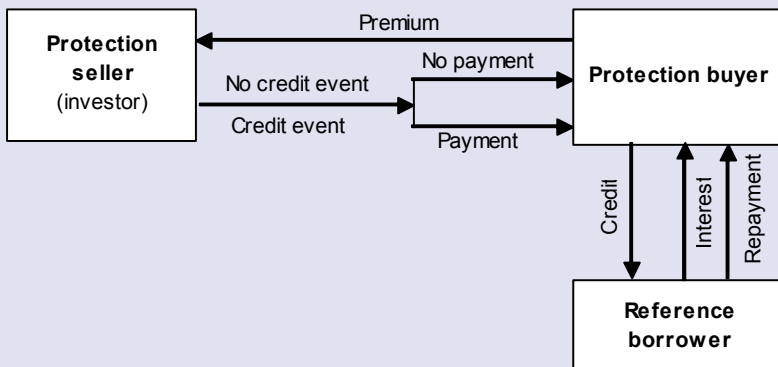 Premium
Protection
seller
(investor)
No payment
Protection buyer
No credit event
Credit event
Payment
Credit
Interest
Repayment
Reference
borrower